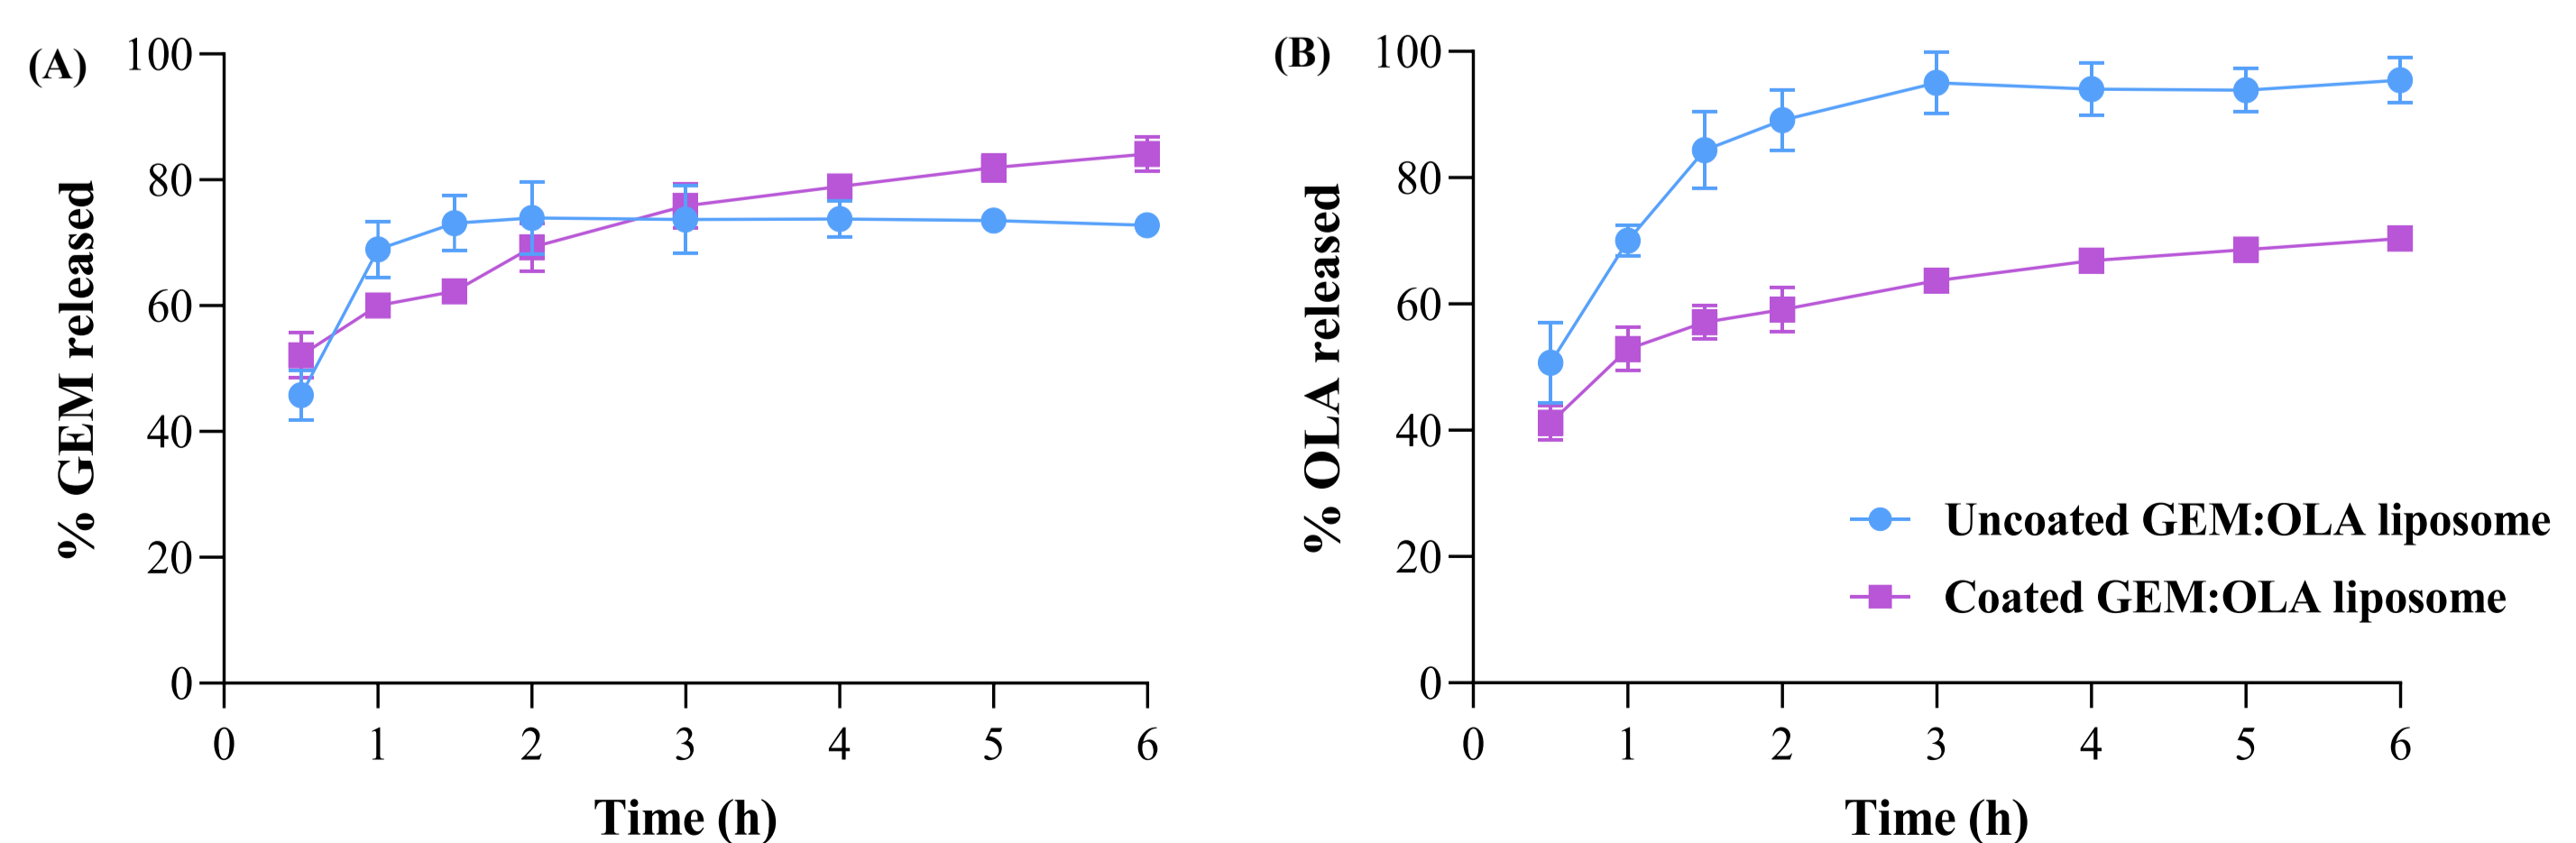 (A)
% GEM released
100
80
60
40
20
0
0 1 2 3 4 5 6
Time (h)
(B)
% OLA released
100
80
60
40
20
0
Uncoated GEM:OLA liposome
Coated GEM:OLA liposome
0 1 2 3 4 5 6
Time (h)